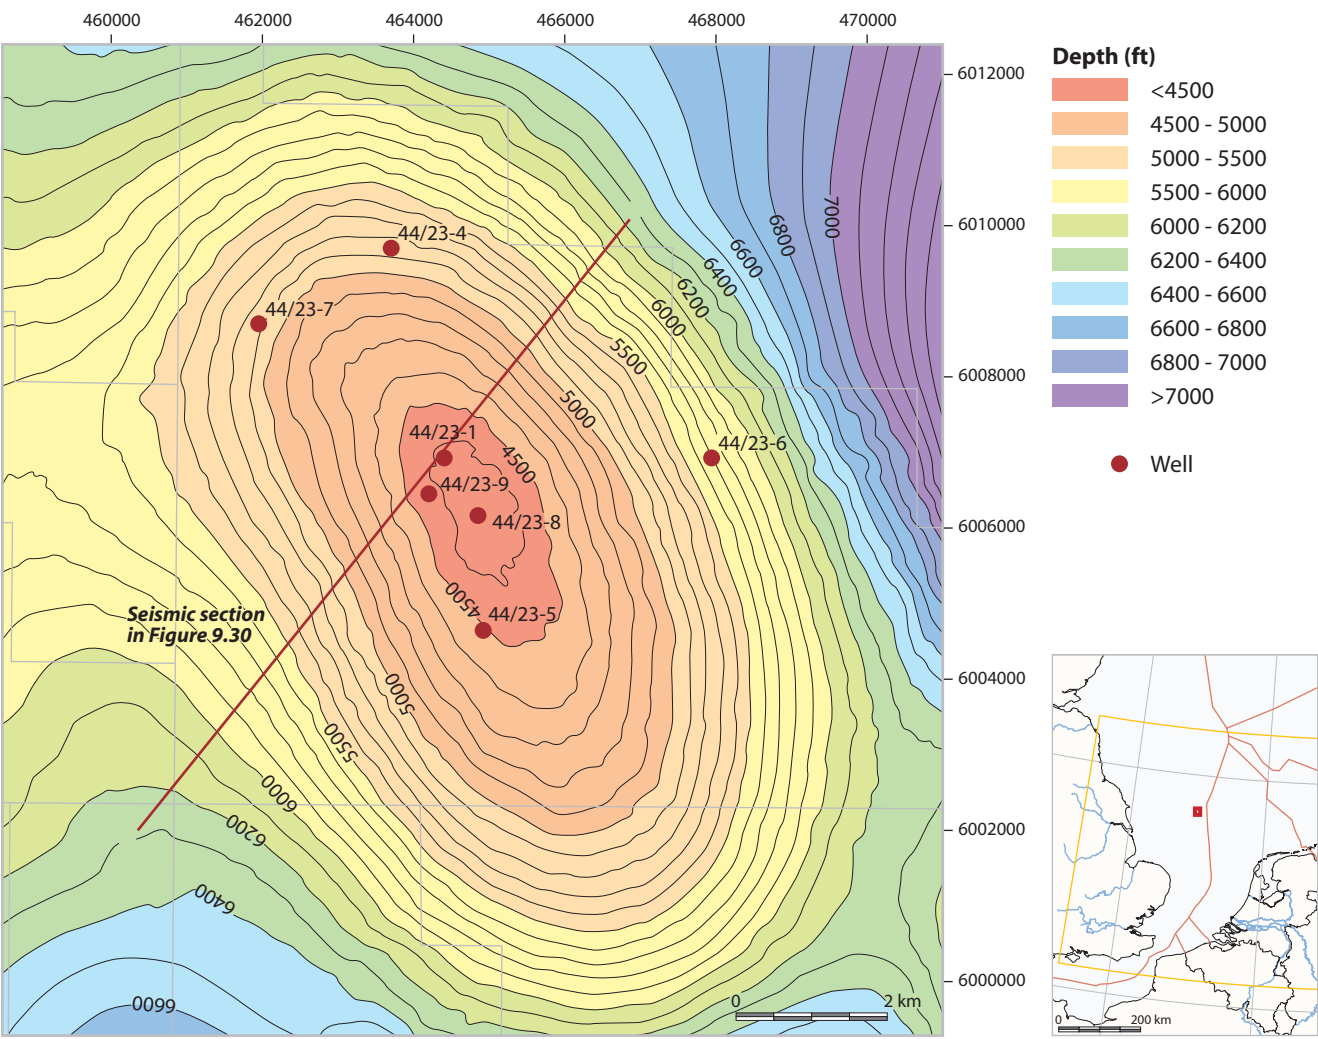 460000 462000 464000 466000 468000 470000
6012000
6010000
6008000
6006000
6004000
6002000
6000000
44/23-4
44/23-7
44/23-1
44/23-9
44/23-8
44/23-5
44/23-6
7000
6800
6600
6400
6200
6000
5500
5000
4500
4500
5000
5500
6000
6200
6400
6600
Seismic section
in Figure 9.30
0 2 km
Depth (ft)
<4500
4500 - 5000
5000 - 5500
5500 - 6000
6000 - 6200
6200 - 6400
6400 - 6600
6600 - 6800
6800 - 7000
>7000
Well
0 200 km